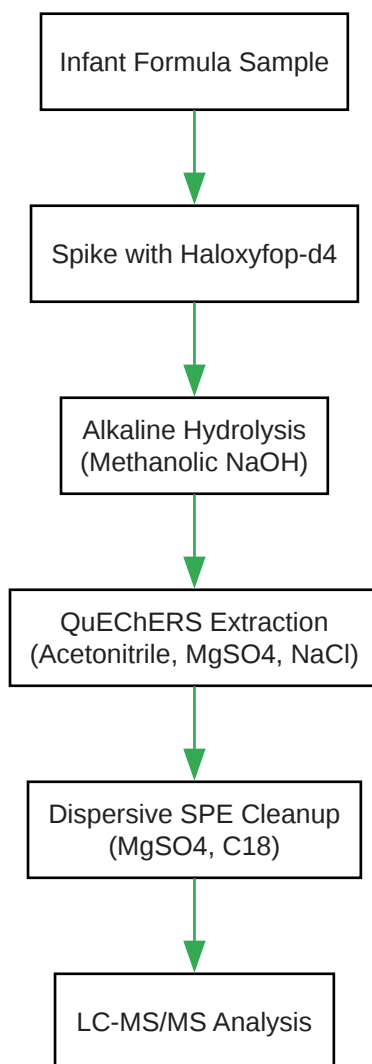 Infant Formula Sample
Spike with Haloxyfop-d4
Alkaline Hydrolysis
(Methanolic NaOH)
QuEChERS Extraction
(Acetonitrile, MgSO4, NaCl)
Dispersive SPE Cleanup
(MgSO4, C18)
LC-MS/MS Analysis